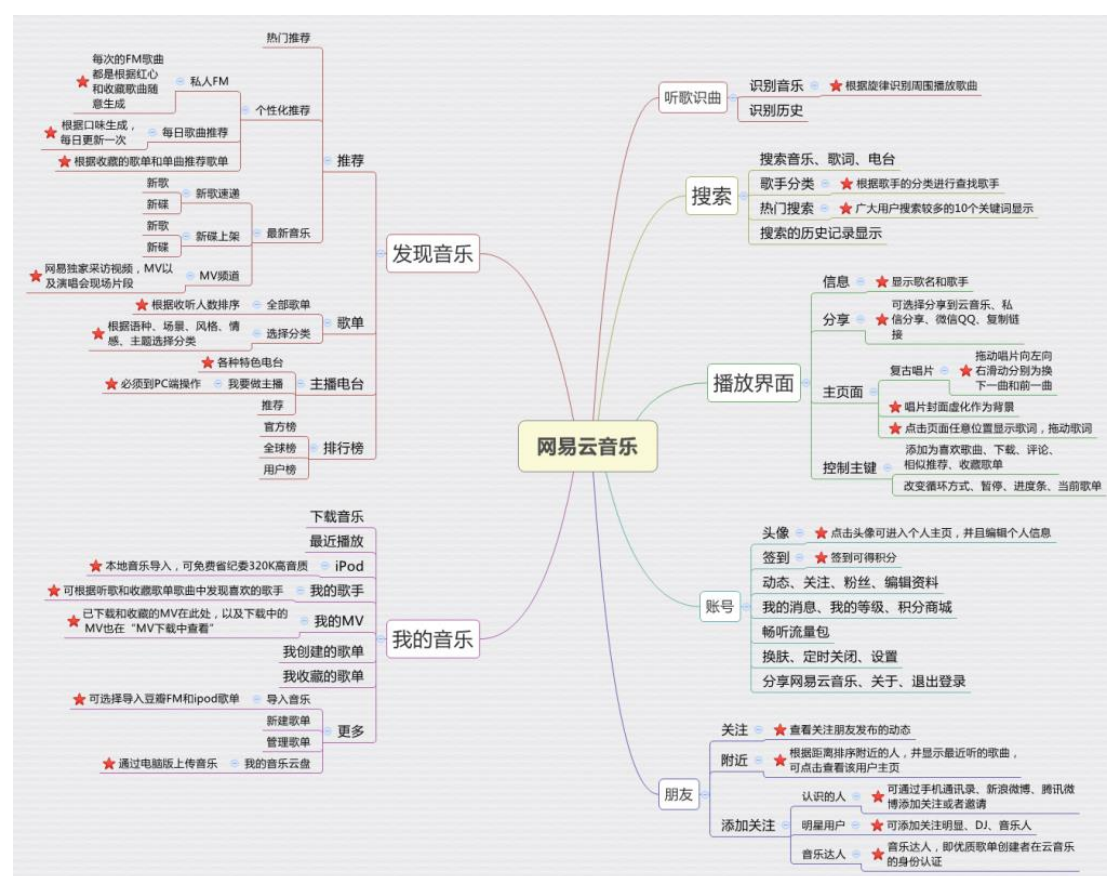 网易云音乐
发现音乐
推荐
热门推荐
个性化推荐
私人FM
每次的FM歌曲
都是根据红心
和收藏歌曲随
意生成
每日歌曲推荐
根据口味生成，
每日更新一次
根据收藏的歌单和单曲推荐歌单
最新音乐
新歌速递
新歌
新碟
新碟上架
新歌
新碟
MV频道
网易独家采访视频，MV以
及演唱会现场片段
歌单
全部歌单
根据收听人数排序
选择分类
根据语种、场景、风格、情
感、主题选择分类
主播电台
各种特色电台
我要做主播
必须到PC端操作
推荐
排行榜
官方榜
全球榜
用户榜
我的音乐
下载音乐
最近播放
iPod
本地音乐导入，可免费省纪委320K高音质
我的歌手
可根据听歌和收藏歌单歌曲中发现喜欢的歌手
我的MV
已下载和收藏的MV在此处，以及下载中的
MV也在“MV下载中查看”
我创建的歌单
我收藏的歌单
更多
导入音乐
可选择导入豆瓣FM和ipod歌单
新建歌单
管理歌单
我的音乐云盘
通过电脑版上传音乐
听歌识曲
识别音乐
根据旋律识别周围播放歌曲
识别历史
搜索
搜索音乐、歌词、电台
歌手分类
根据歌手的分类进行查找歌手
热门搜索
广大用户搜索较多的10个关键词显示
搜索的历史记录显示
播放界面
信息
显示歌名和歌手
分享
可选择分享到云音乐、私
信分享、微信QQ、复制链
接
主页面
复古唱片
拖动唱片向左向
右滑动分别为换
下一曲和前一曲
唱片封面虚化作为背景
点击页面任意位置显示歌词，拖动歌词
控制主键
添加为喜欢歌曲、下载、评论、
相似推荐、收藏歌单
改变循环方式、暂停、进度条、当前歌单
账号
头像
点击头像可进入个人主页，并且编辑个人信息
签到
签到可得积分
动态、关注、粉丝、编辑资料
我的消息、我的等级、积分商城
畅听流量包
换肤、定时关闭、设置
分享网易云音乐、关于、退出登录
朋友
关注
查看关注朋友发布的动态
附近
根据距离排序附近的人，并显示最近听的歌曲，
可点击查看该用户主页
添加关注
认识的人
可通过手机通讯录、新浪微博、腾讯微
博添加关注或者邀请
明星用户
可添加关注明显、DJ、音乐人
音乐达人
音乐达人，即优质歌单创建者在云音乐
的身份认证